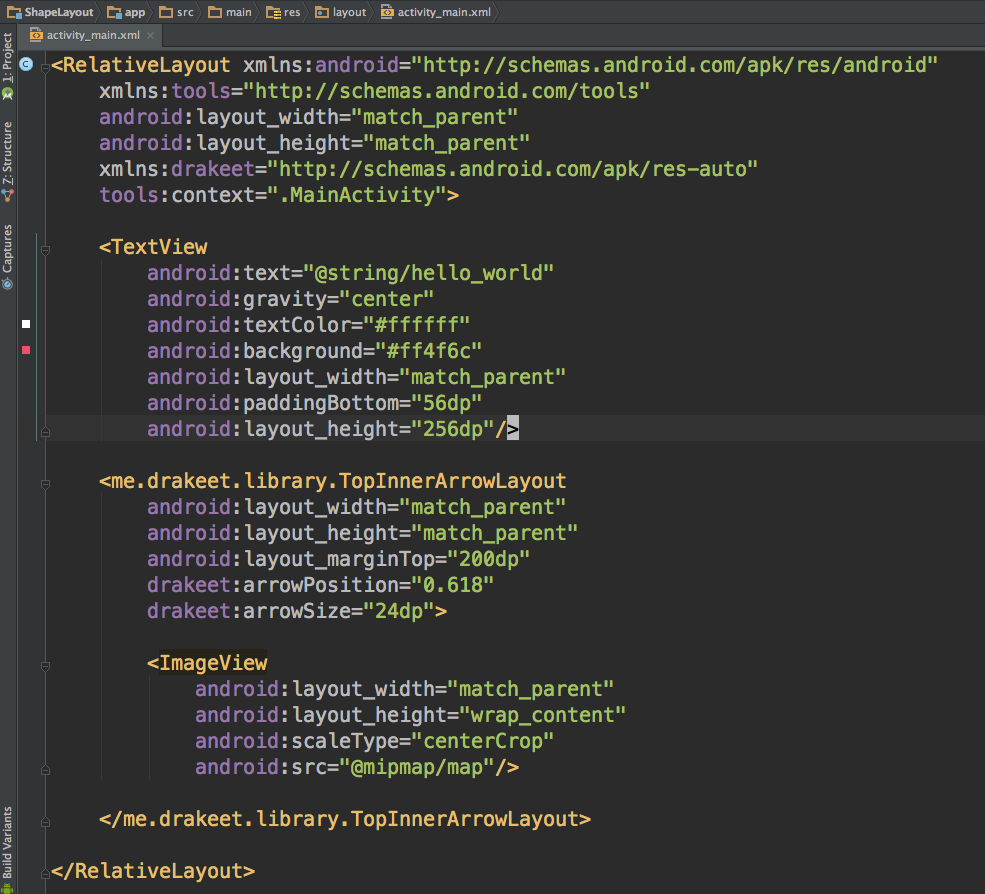 ShapeLayout app src main res layout activity_main.xml
activity_main.xml
1: Project
7: Structure
Captures
Build Variants
<RelativeLayout xmlns:android="http://schemas.android.com/apk/res/android"
xmlns:tools="http://schemas.android.com/tools"
android:layout_width="match_parent"
android:layout_height="match_parent"
xmlns:drakeet="http://schemas.android.com/apk/res-auto"
tools:context=".MainActivity">
<TextView
android:text="@string/hello_world"
android:gravity="center"
android:textColor="#ffffff"
android:background="#ff4f6c"
android:layout_width="match_parent"
android:paddingBottom="56dp"
android:layout_height="256dp"/>
<me.drakeet.library.TopInnerArrowLayout
android:layout_width="match_parent"
android:layout_height="match_parent"
android:layout_marginTop="200dp"
drakeet:arrowPosition="0.618"
drakeet:arrowSize="24dp">
<ImageView
android:layout_width="match_parent"
android:layout_height="wrap_content"
android:scaleType="centerCrop"
android:src="@mipmap/map"/>
</me.drakeet.library.TopInnerArrowLayout>
</RelativeLayout>